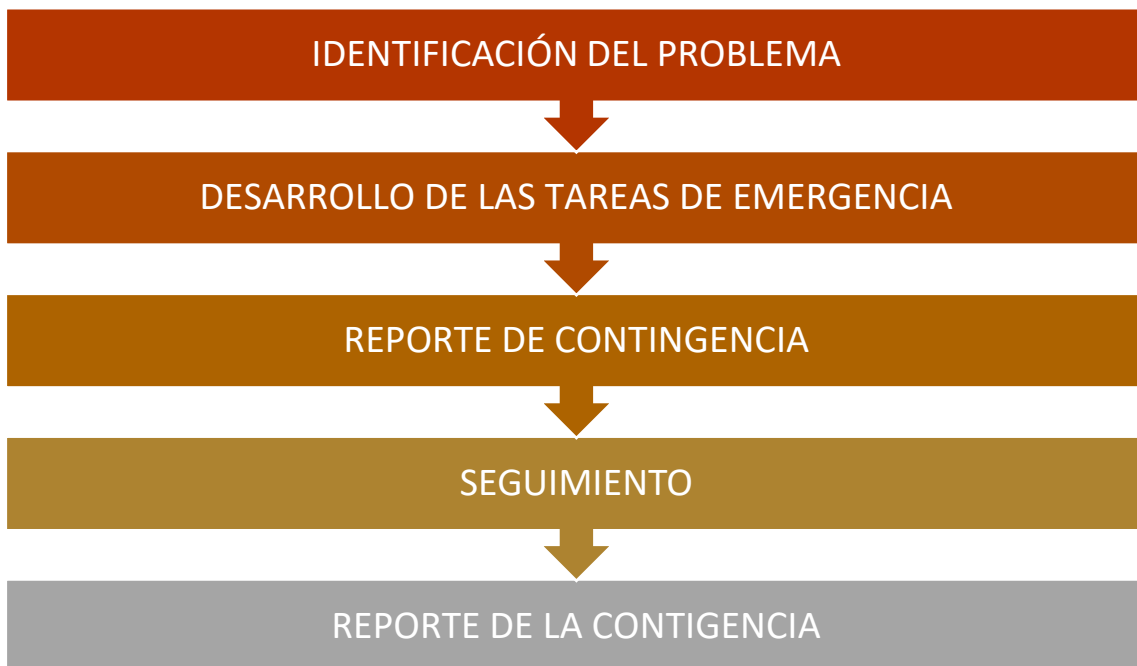 IDENTIFICACIÓN DEL PROBLEMA
DESARROLLO DE LAS TAREAS DE EMERGENCIA
REPORTE DE CONTINGENCIA
SEGUIMIENTO
REPORTE DE LA CONTIGENCIA